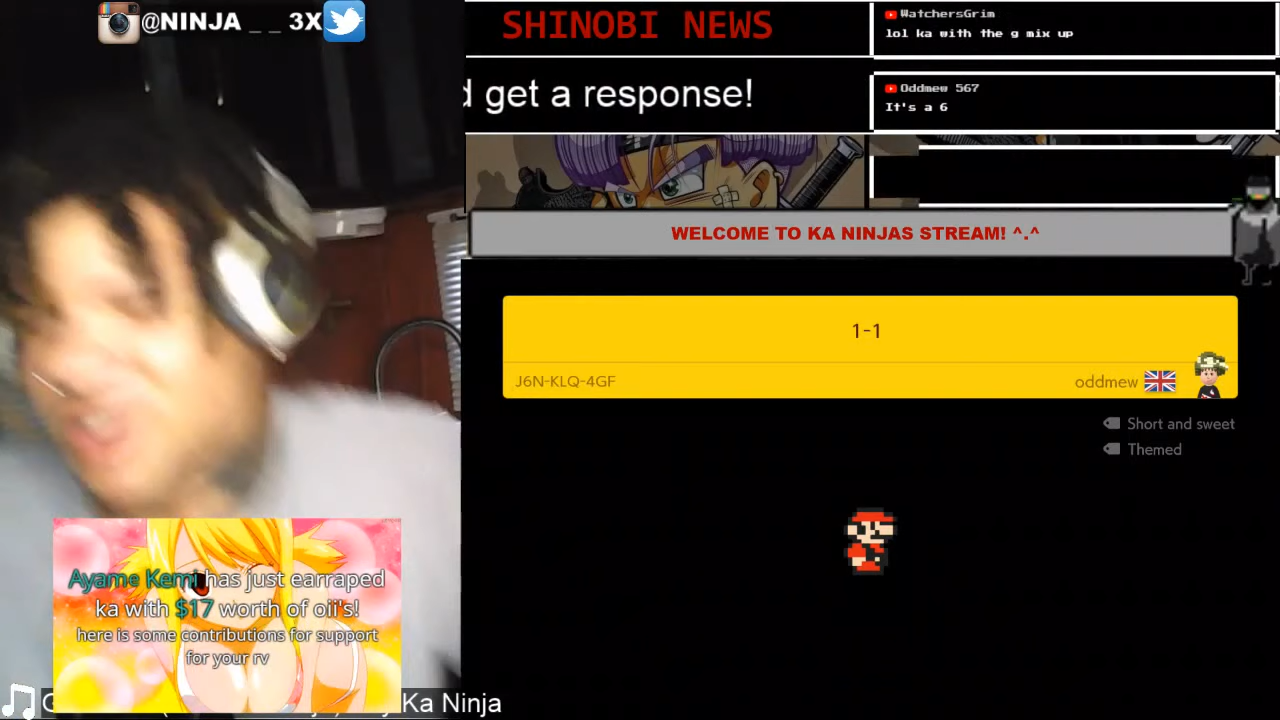 @NINJA _ _ 3X
SHINOBI NEWS
get a response!
WatchersGrim
lol ka with the g mix up
Oddmew 567
It's a 6
WELCOME TO KA NINJAS STREAM! ^.^
1-1
J6N-KLQ-4GF
oddmew
Short and sweet
Themed
Ayame Kemi has just earraped
ka with $17 worth of oii's!
here is some contributions for support
for your rv
Ka Ninja